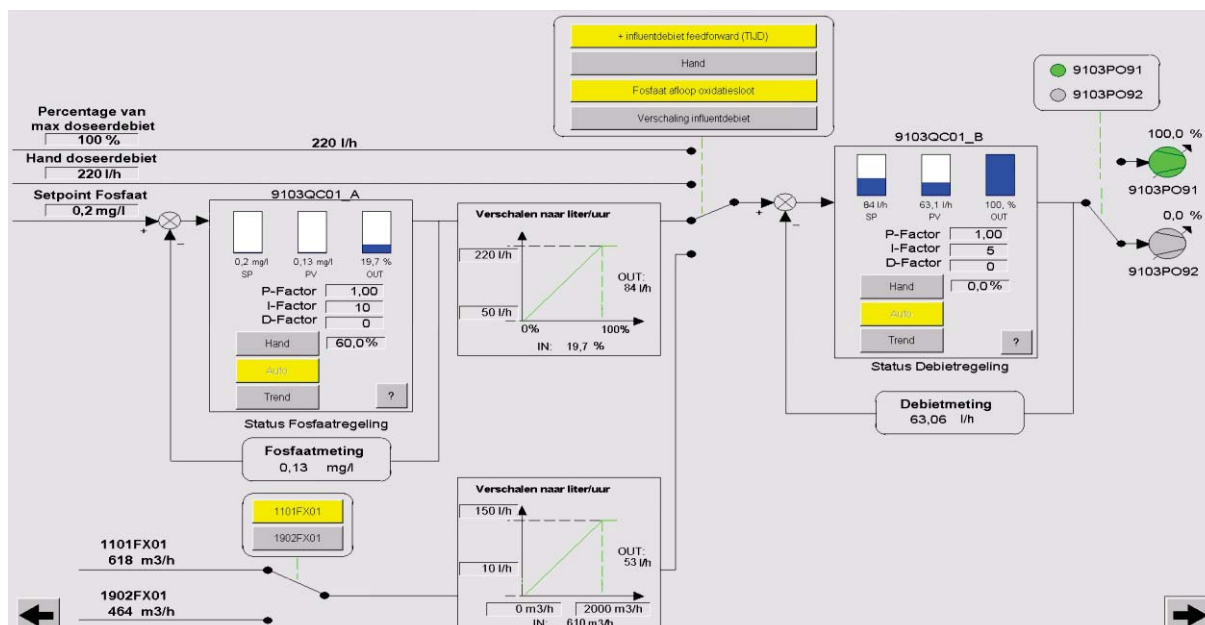 + influentdebiet feedforward (TIJD)
Hand
Fosfaat afloop oxidatiesloot
Verschaling influentdebiet
9103PO91
9103PO92
Percentage van
max doseerdebiet
100 %
220 l/h
Hand doseerdebiet
220 l/h
Setpoint Fosfaat
0,2 mg/l
+
−
9103QC01_A
0,2 mg/l
0,13 mg/l
19,7 %
SP
PV
OUT
P-Factor 1,00
I-Factor 10
D-Factor 0
Hand 60,0%
Auto
Trend
?
Status Fosfaatregeling
Fosfaatmeting
0,13 mg/l
Verschalen naar liter/uur
220 l/h
OUT:
84 l/h
50 l/h
0% 100%
IN: 19,7 %
+
−
9103QC01_B
84 l/h
63,1 l/h
100, %
SP
PV
OUT
P-Factor 1,00
I-Factor 5
D-Factor 0
Hand 0,0%
Auto
Trend
?
Status Debietregeling
Debietmeting
63,06 l/h
100,0 %
9103PO91
0,0 %
9103PO92
1101FX01
1902FX01
1101FX01
618 m3/h
1902FX01
464 m3/h
Verschalen naar liter/uur
150 l/h
OUT:
53 l/h
10 l/h
0 m3/h 2000 m3/h
IN: 610 m3/h